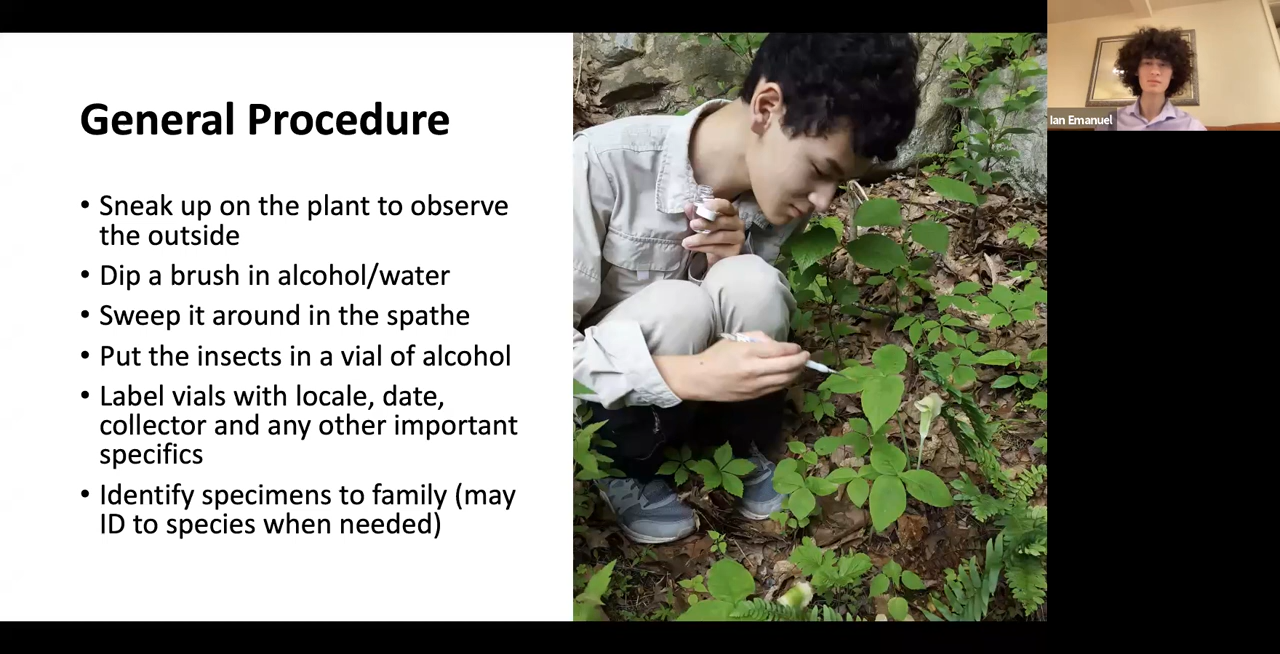 General Procedure
• Sneak up on the plant to observe
the outside
• Dip a brush in alcohol/water
• Sweep it around in the spathe
• Put the insects in a vial of alcohol
• Label vials with locale, date,
collector and any other important
specifics
• Identify specimens to family (may
ID to species when needed)
Ian Emanuel